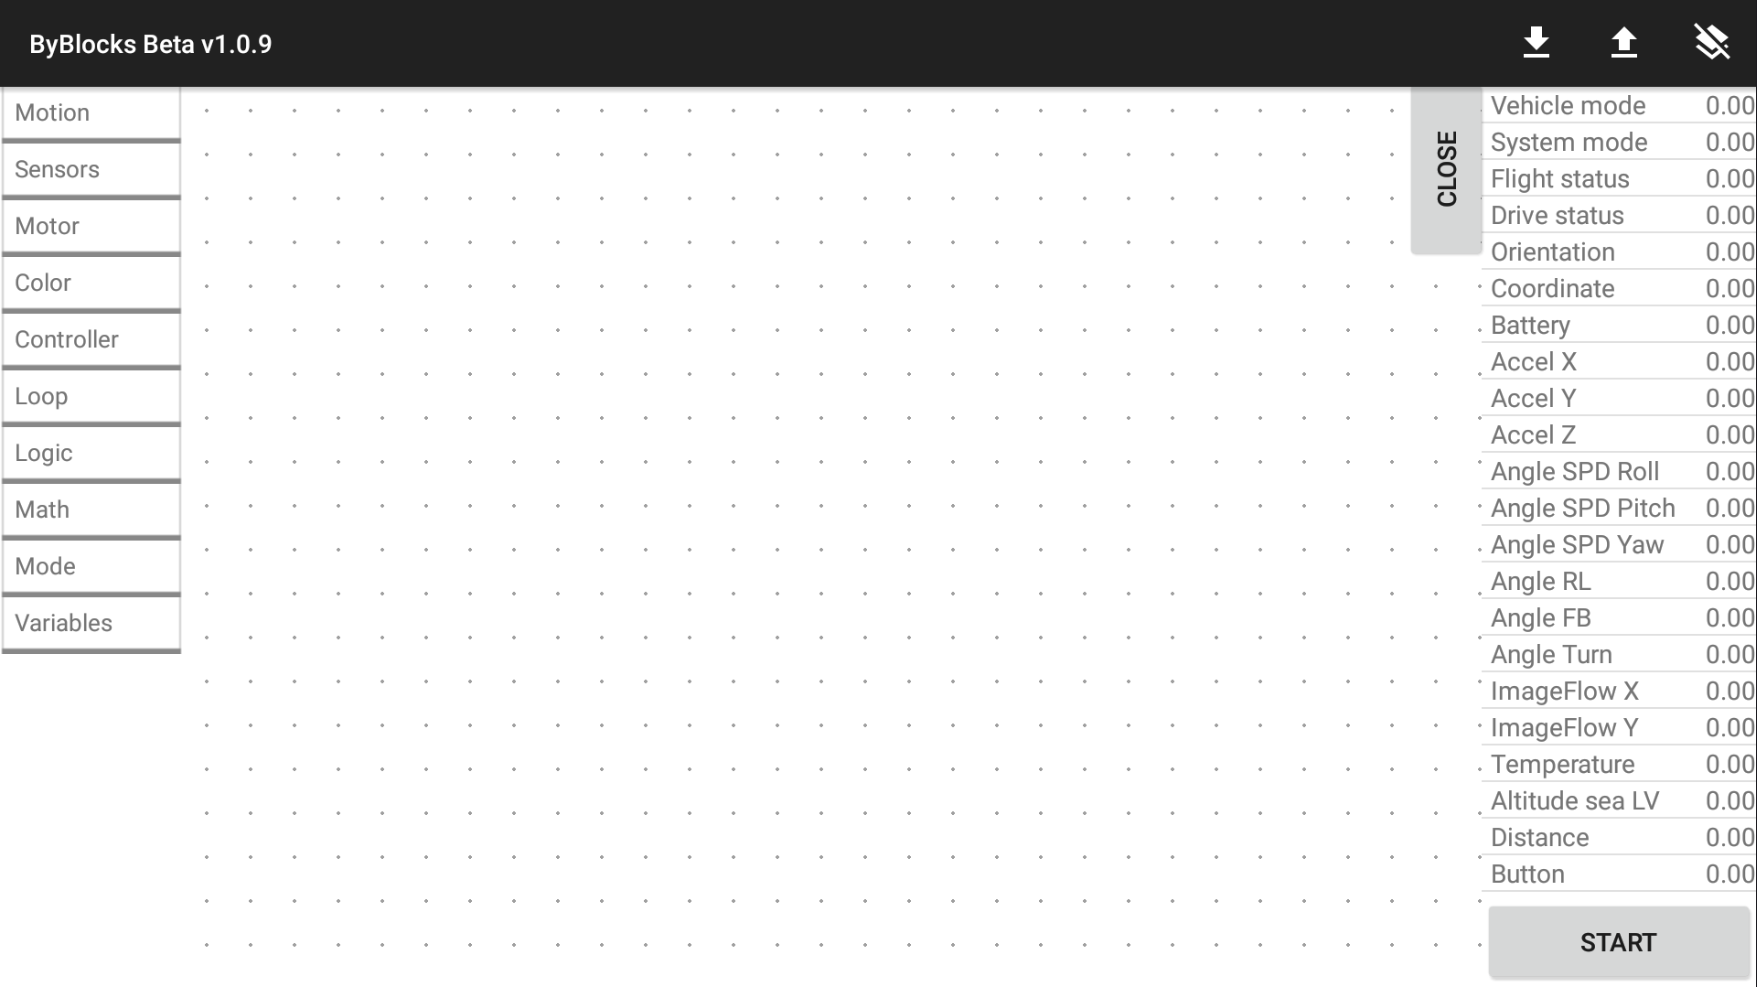 ByBlocks Beta v1.0.9
Motion
Sensors
Motor
Color
Controller
Loop
Logic
Math
Mode
Variables
CLOSE
Vehicle mode 0.00
System mode 0.00
Flight status 0.00
Drive status 0.00
Orientation 0.00
Coordinate 0.00
Battery 0.00
Accel X 0.00
Accel Y 0.00
Accel Z 0.00
Angle SPD Roll 0.00
Angle SPD Pitch 0.00
Angle SPD Yaw 0.00
Angle RL 0.00
Angle FB 0.00
Angle Turn 0.00
ImageFlow X 0.00
ImageFlow Y 0.00
Temperature 0.00
Altitude sea LV 0.00
Distance 0.00
Button 0.00
START